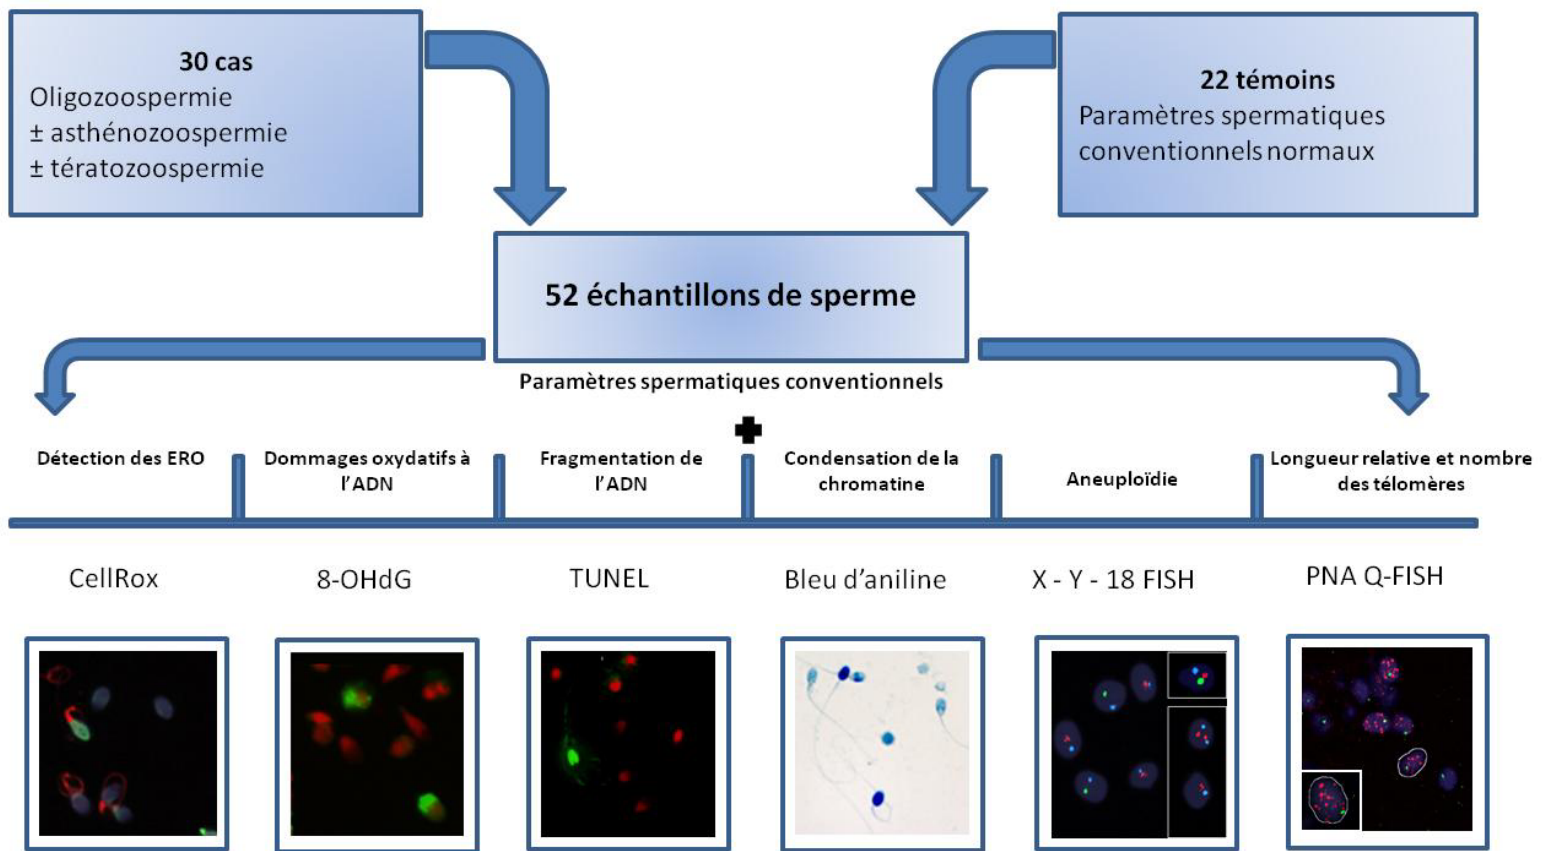 30 cas
Oligozoospermie
± asthénozoospermie
± tératozoospermie
22 témoins
Paramètres spermatiques
conventionnels normaux
52 échantillons de sperme
Paramètres spermatiques conventionnels
Détection des ERO
Dommages oxydatifs à
l'ADN
Fragmentation de
l'ADN
Condensation de la
chromatine
Aneuploïdie
Longueur relative et nombre
des télomères
CellRox
8-OHdG
TUNEL
Bleu d'aniline
X - Y - 18 FISH
PNA Q-FISH